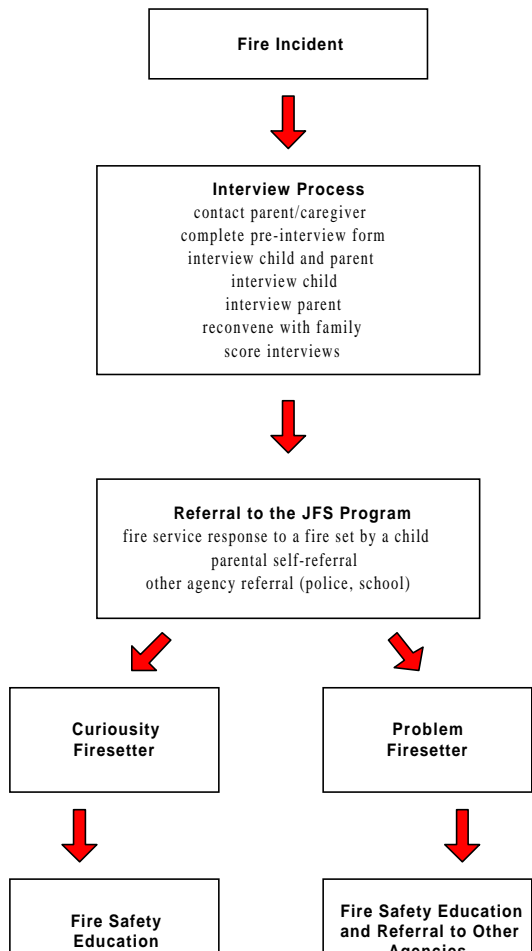 Fire Incident
Interview Process
contact parent/caregiver
complete pre-interview form
interview child and parent
interview child
interview parent
reconvene with family
score interviews
Referral to the JFS Program
fire service response to a fire set by a child
parental self-referral
other agency referral (police, school)
Curiousity
Firesetter
Problem
Firesetter
Fire Safety
Education
Fire Safety Education
and Referral to Other
Agencies